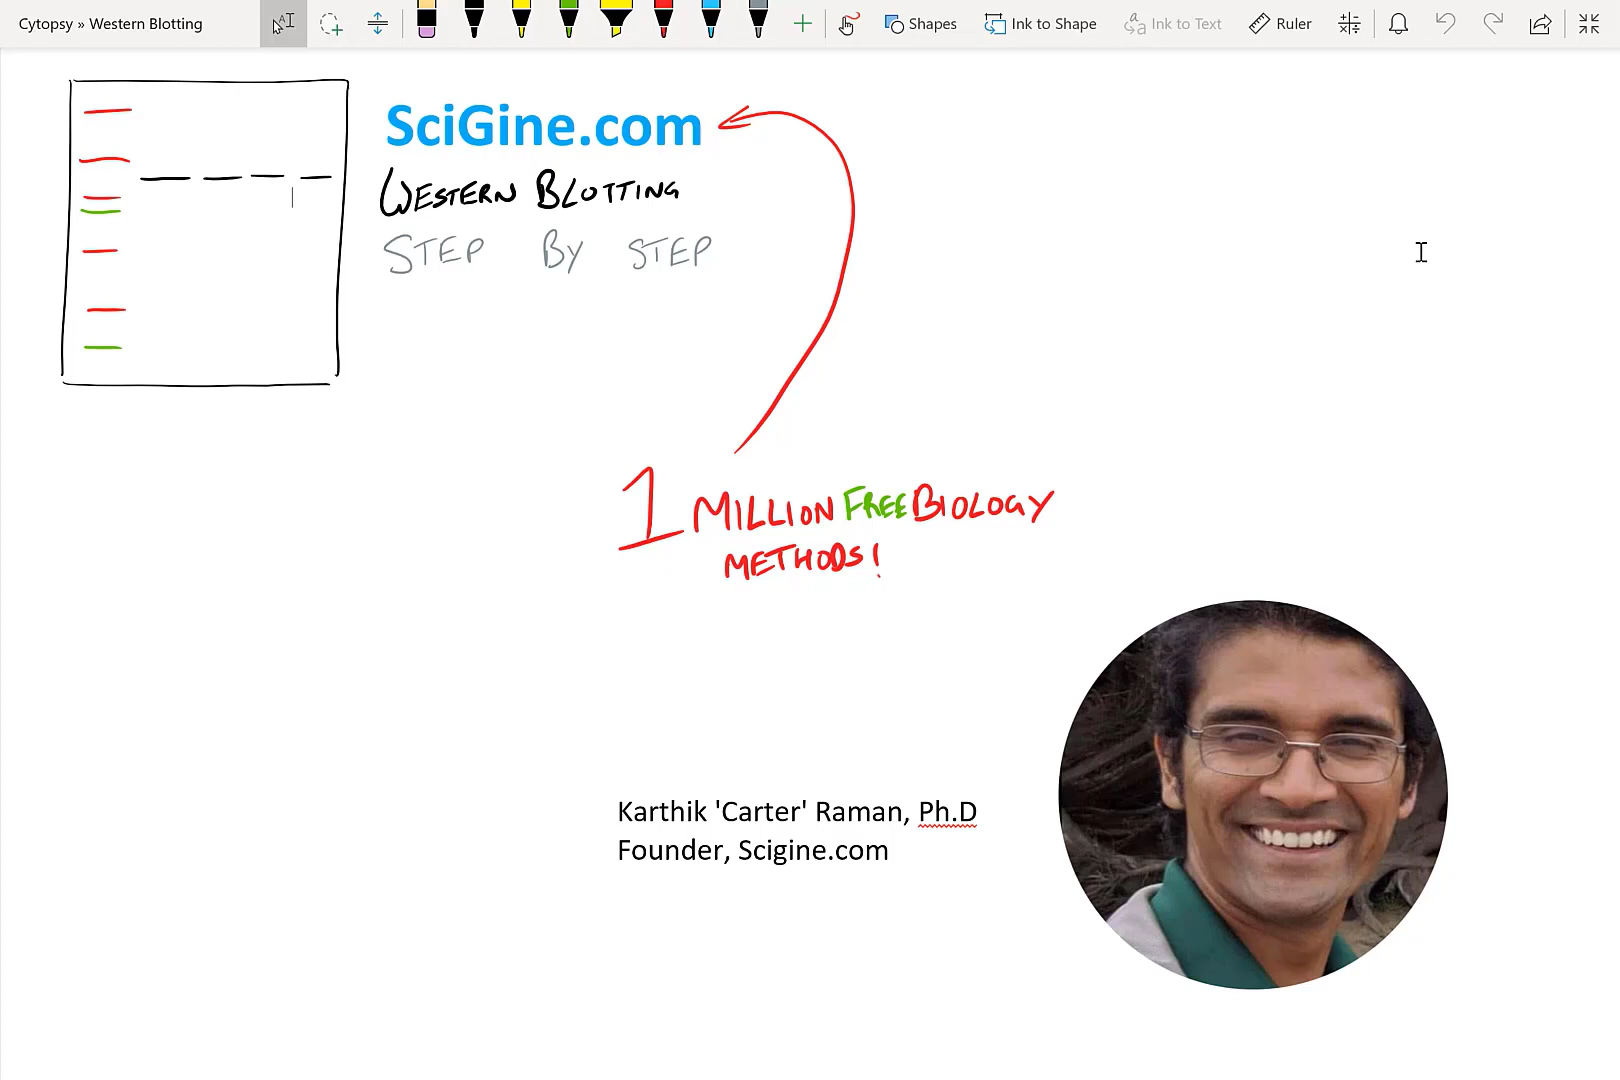 Cytopsy » Western Blotting
Shapes
Ink to Shape
Ink to Text
Ruler
SciGine.com
WESTERN BLOTTING
STEP BY STEP
1 MILLION FREE BIOLOGY
METHODS!
Karthik 'Carter' Raman, Ph.D
Founder, Scigine.com